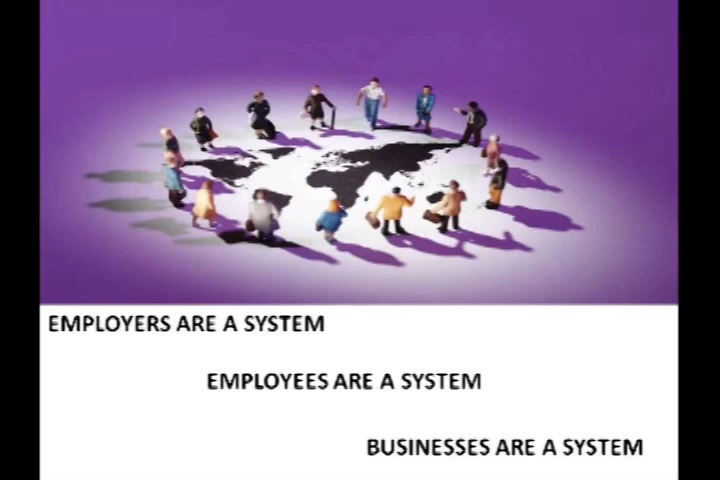 EMPLOYERS ARE A SYSTEM
EMPLOYEES ARE A SYSTEM
BUSINESSES ARE A SYSTEM